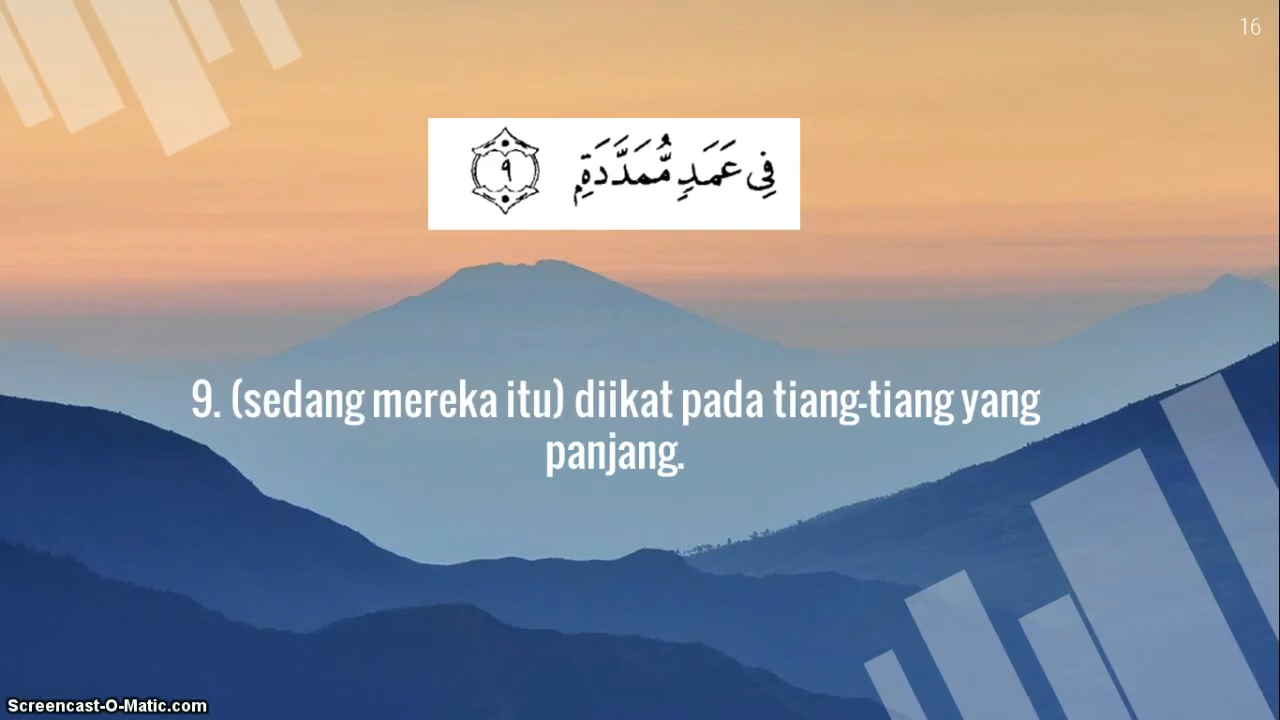 16
فِي عَمَدٍ مُّمَدَّدَةٍۭ ٩
9. (sedang mereka itu) diikat pada tiang-tiang yang
panjang.
Screencast-O-Matic.com